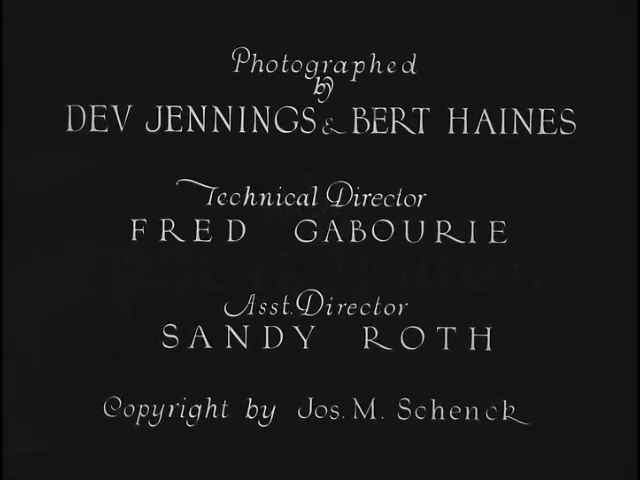 Photographed
by
DEV JENNINGS & BERT HAINES
Technical Director
FRED GABOURIE
Asst. Director
SANDY ROTH
Copyright by Jos. M. Schenck